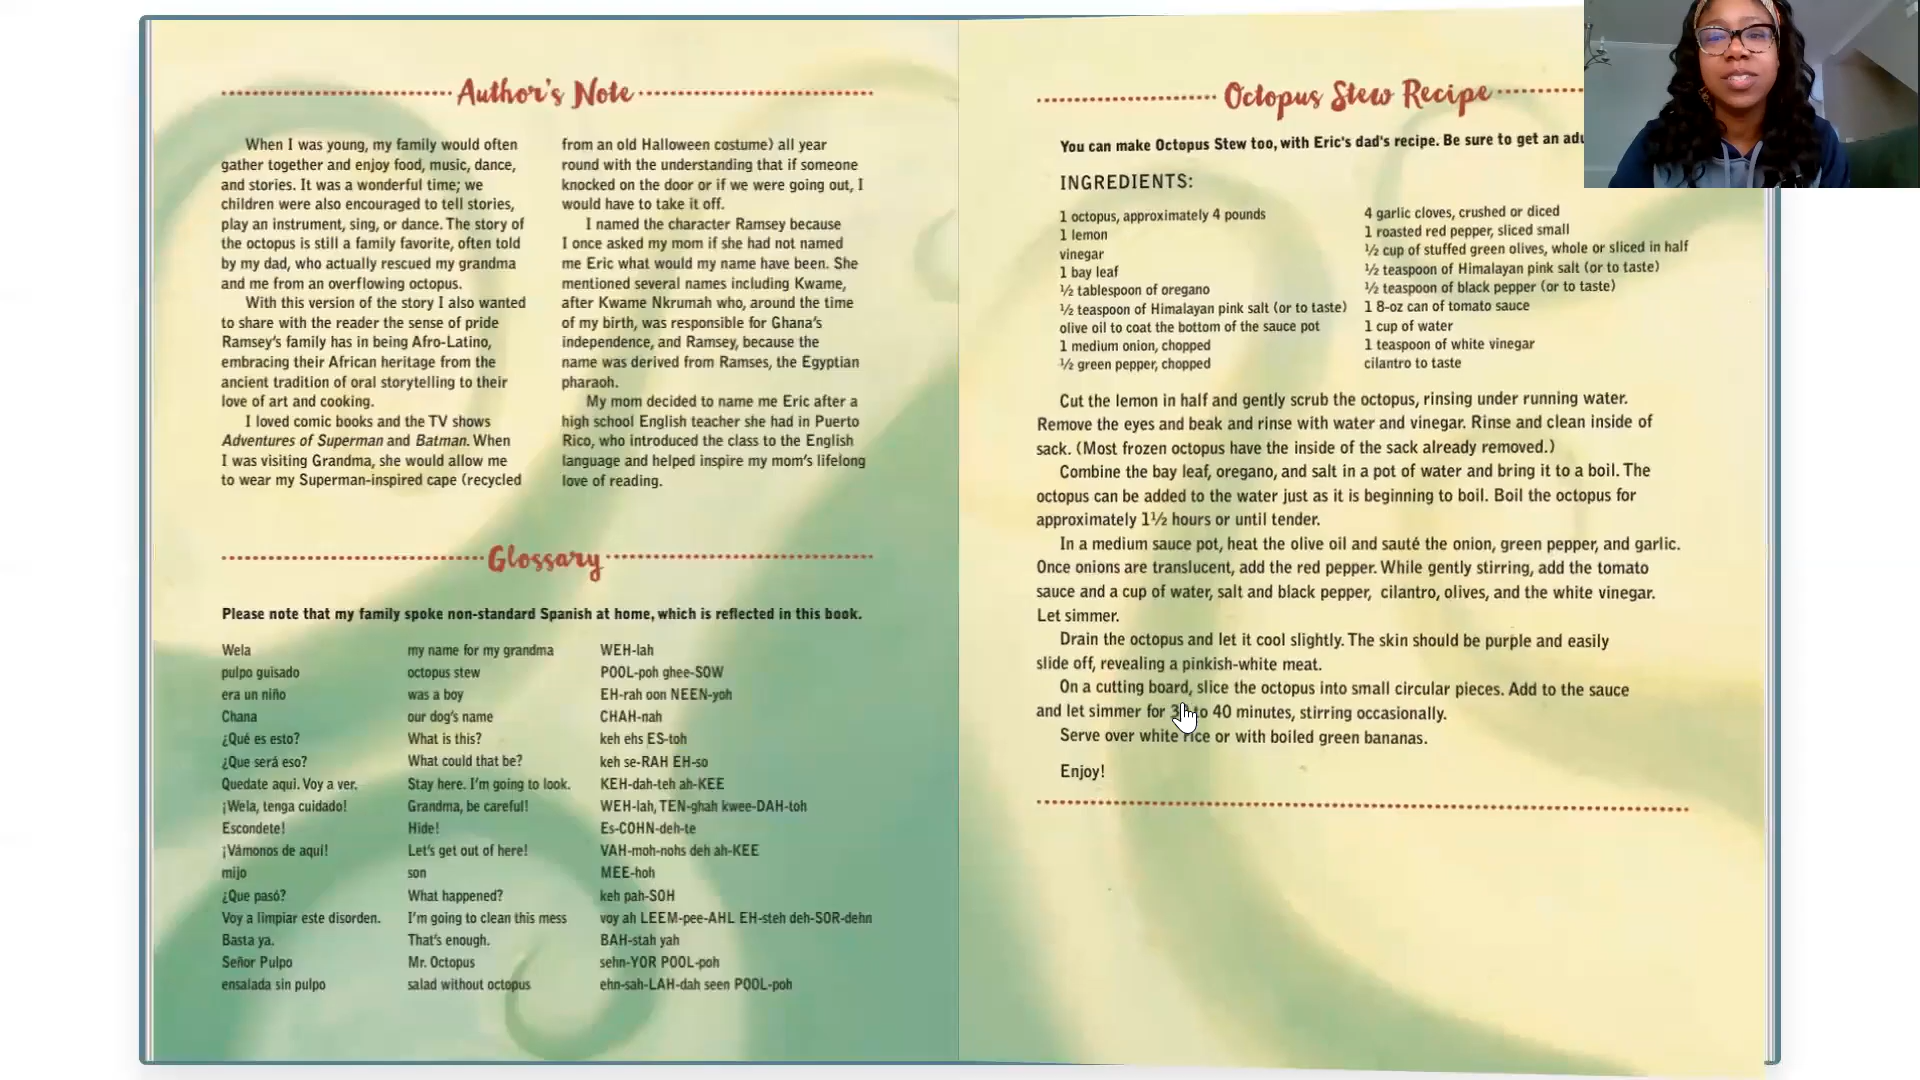 Author's Note
When I was young, my family would often
gather together and enjoy food, music, dance,
and stories. It was a wonderful time; we
children were also encouraged to tell stories,
play an instrument, sing, or dance. The story of
the octopus is still a family favorite, often told
by my dad, who actually rescued my grandma
and me from an overflowing octopus.
With this version of the story I also wanted
to share with the reader the sense of pride
Ramsey's family has in being Afro-Latino,
embracing their African heritage from the
ancient tradition of oral storytelling to their
love of art and cooking.
I loved comic books and the TV shows
Adventures of Superman and Batman. When
I was visiting Grandma, she would allow me
to wear my Superman-inspired cape (recycled
from an old Halloween costume) all year
round with the understanding that if someone
knocked on the door or if we were going out, I
would have to take it off.
I named the character Ramsey because
I once asked my mom if she had not named
me Eric what would my name have been. She
mentioned several names including Kwame,
after Kwame Nkrumah who, around the time
of my birth, was responsible for Ghana's
independence, and Ramsey, because the
name was derived from Ramses, the Egyptian
pharaoh.
My mom decided to name me Eric after a
high school English teacher she had in Puerto
Rico, who introduced the class to the English
language and helped inspire my mom's lifelong
love of reading.
Glossary
Please note that my family spoke non-standard Spanish at home, which is reflected in this book.
Wela my name for my grandma WEH-lah
pulpo guisado octopus stew POOL-poh ghee-SOW
era un niño was a boy EH-rah oon NEEN-yoh
Chana our dog's name CHAH-nah
¿Qué es esto? What is this? keh ehs ES-toh
¿Que será eso? What could that be? keh se-RAH EH-so
Quedate aqui. Voy a ver. Stay here. I'm going to look. KEH-dah-teh ah-KEE
¡Wela, tenga cuidado! Grandma, be careful! WEH-lah, TEN-ghah kwee-DAH-toh
Escondete! Hide! Es-COHN-deh-te
¡Vámonos de aquí! Let's get out of here! VAH-moh-nohs deh ah-KEE
mijo son MEE-hoh
¿Que pasó? What happened? keh pah-SOH
Voy a limpiar este disorden. I'm going to clean this mess voy ah LEEM-pee-AHL EH-steh deh-SOR-dehn
Basta ya. That's enough. BAH-stah yah
Señor Pulpo Mr. Octopus sehn-YOR POOL-poh
ensalada sin pulpo salad without octopus ehn-sah-LAH-dah seen POOL-poh
Octopus Stew Recipe
You can make Octopus Stew too, with Eric's dad's recipe. Be sure to get an
INGREDIENTS:
1 octopus, approximately 4 pounds
1 lemon
vinegar
1 bay leaf
½ tablespoon of oregano
½ teaspoon of Himalayan pink salt (or to taste)
olive oil to coat the bottom of the sauce pot
1 medium onion, chopped
½ green pepper, chopped
4 garlic cloves, crushed or diced
1 roasted red pepper, sliced small
½ cup of stuffed green olives, whole or sliced in half
½ teaspoon of Himalayan pink salt (or to taste)
½ teaspoon of black pepper (or to taste)
1 8-oz can of tomato sauce
1 cup of water
1 teaspoon of white vinegar
cilantro to taste
Cut the lemon in half and gently scrub the octopus, rinsing under running water.
Remove the eyes and beak and rinse with water and vinegar. Rinse and clean inside of
sack. (Most frozen octopus have the inside of the sack already removed.)
Combine the bay leaf, oregano, and salt in a pot of water and bring it to a boil. The
octopus can be added to the water just as it is beginning to boil. Boil the octopus for
approximately 1½ hours or until tender.
In a medium sauce pot, heat the olive oil and sauté the onion, green pepper, and garlic.
Once onions are translucent, add the red pepper. While gently stirring, add the tomato
sauce and a cup of water, salt and black pepper, cilantro, olives, and the white vinegar.
Let simmer.
Drain the octopus and let it cool slightly. The skin should be purple and easily
slide off, revealing a pinkish-white meat.
On a cutting board, slice the octopus into small circular pieces. Add to the sauce
and let simmer for to 40 minutes, stirring occasionally.
Serve over white rice or with boiled green bananas.
Enjoy!